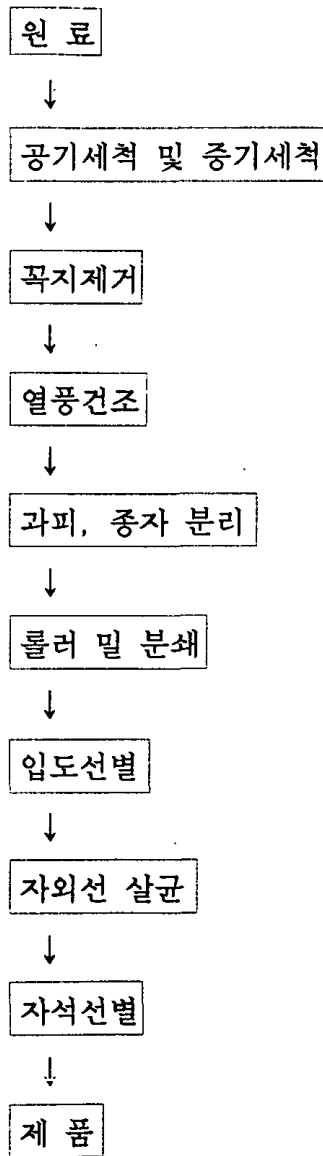 원 료
↓
공기세척 및 증기세척
↓
꼭지제거
↓
열풍건조
↓
과피, 종자 분리
↓
롤러 밀 분쇄
↓
입도선별
↓
자외선 살균
↓
자석선별
↓
제 품